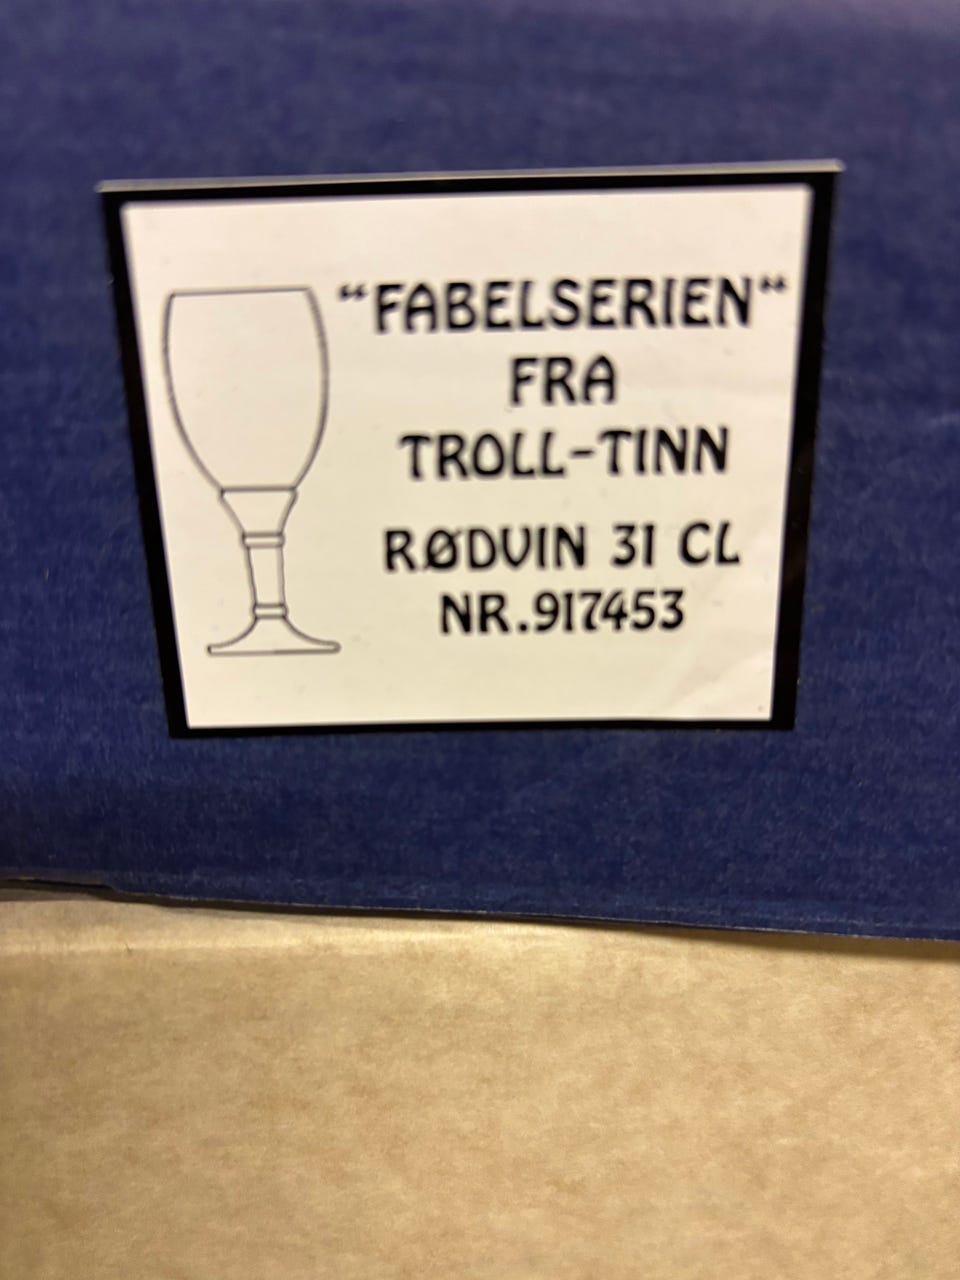 “FABELSERIEN“
FRA
TROLL-TINN
RØDVIN 31 CL
NR.917453